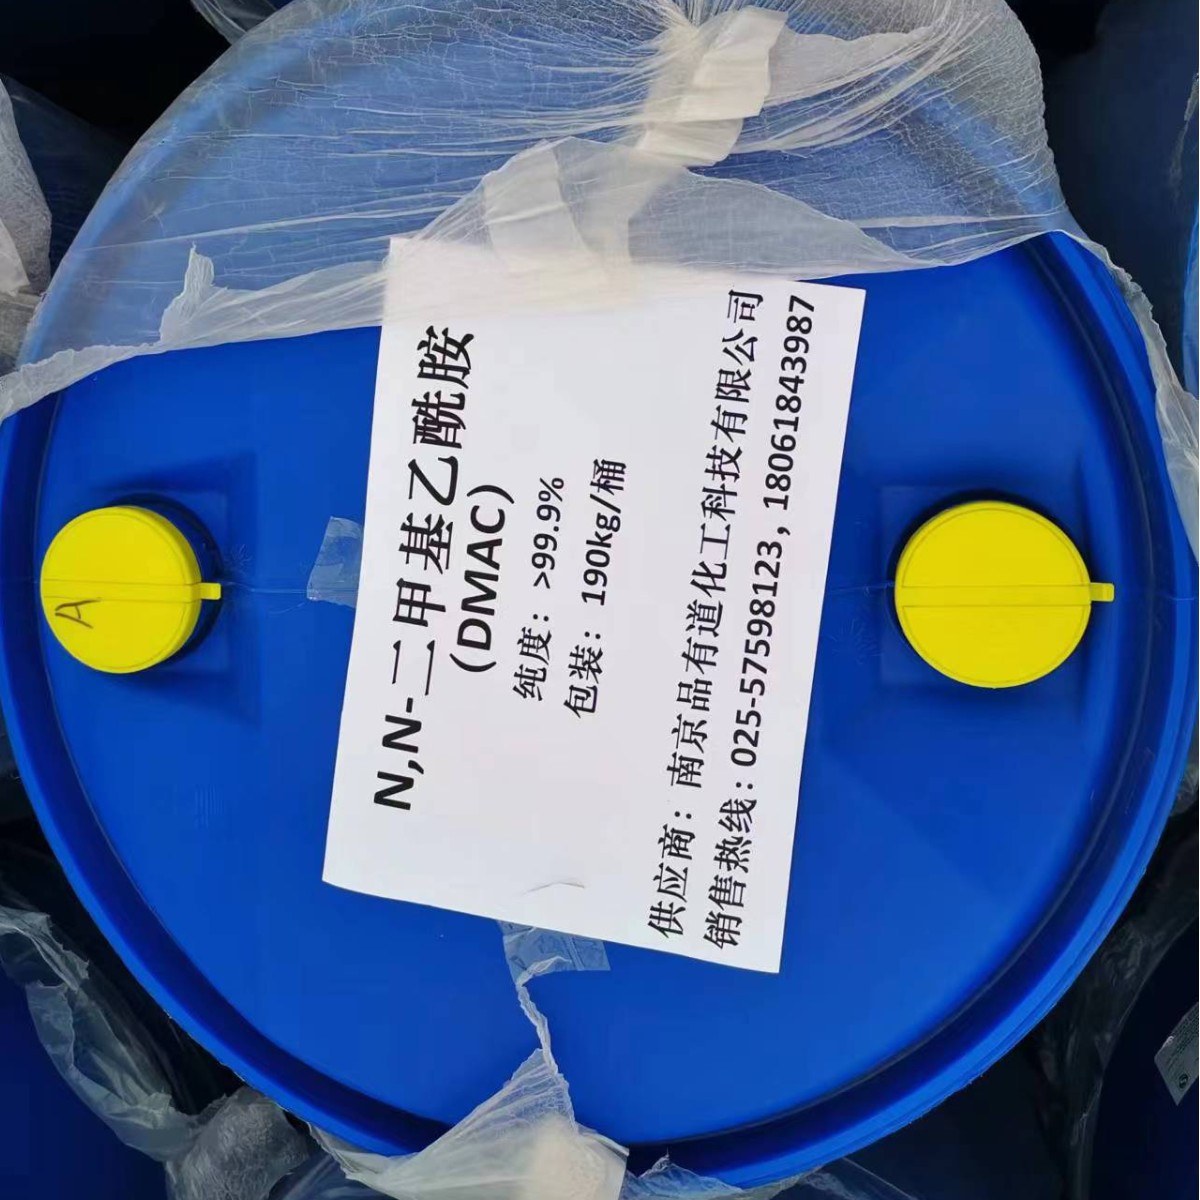 N,N-二甲基乙酰胺
（DMAC）
纯度：>99.9%
包装：190kg/桶
供应商：南京品有道化工科技有限公司
销售热线：025-57598123，18061843987
A